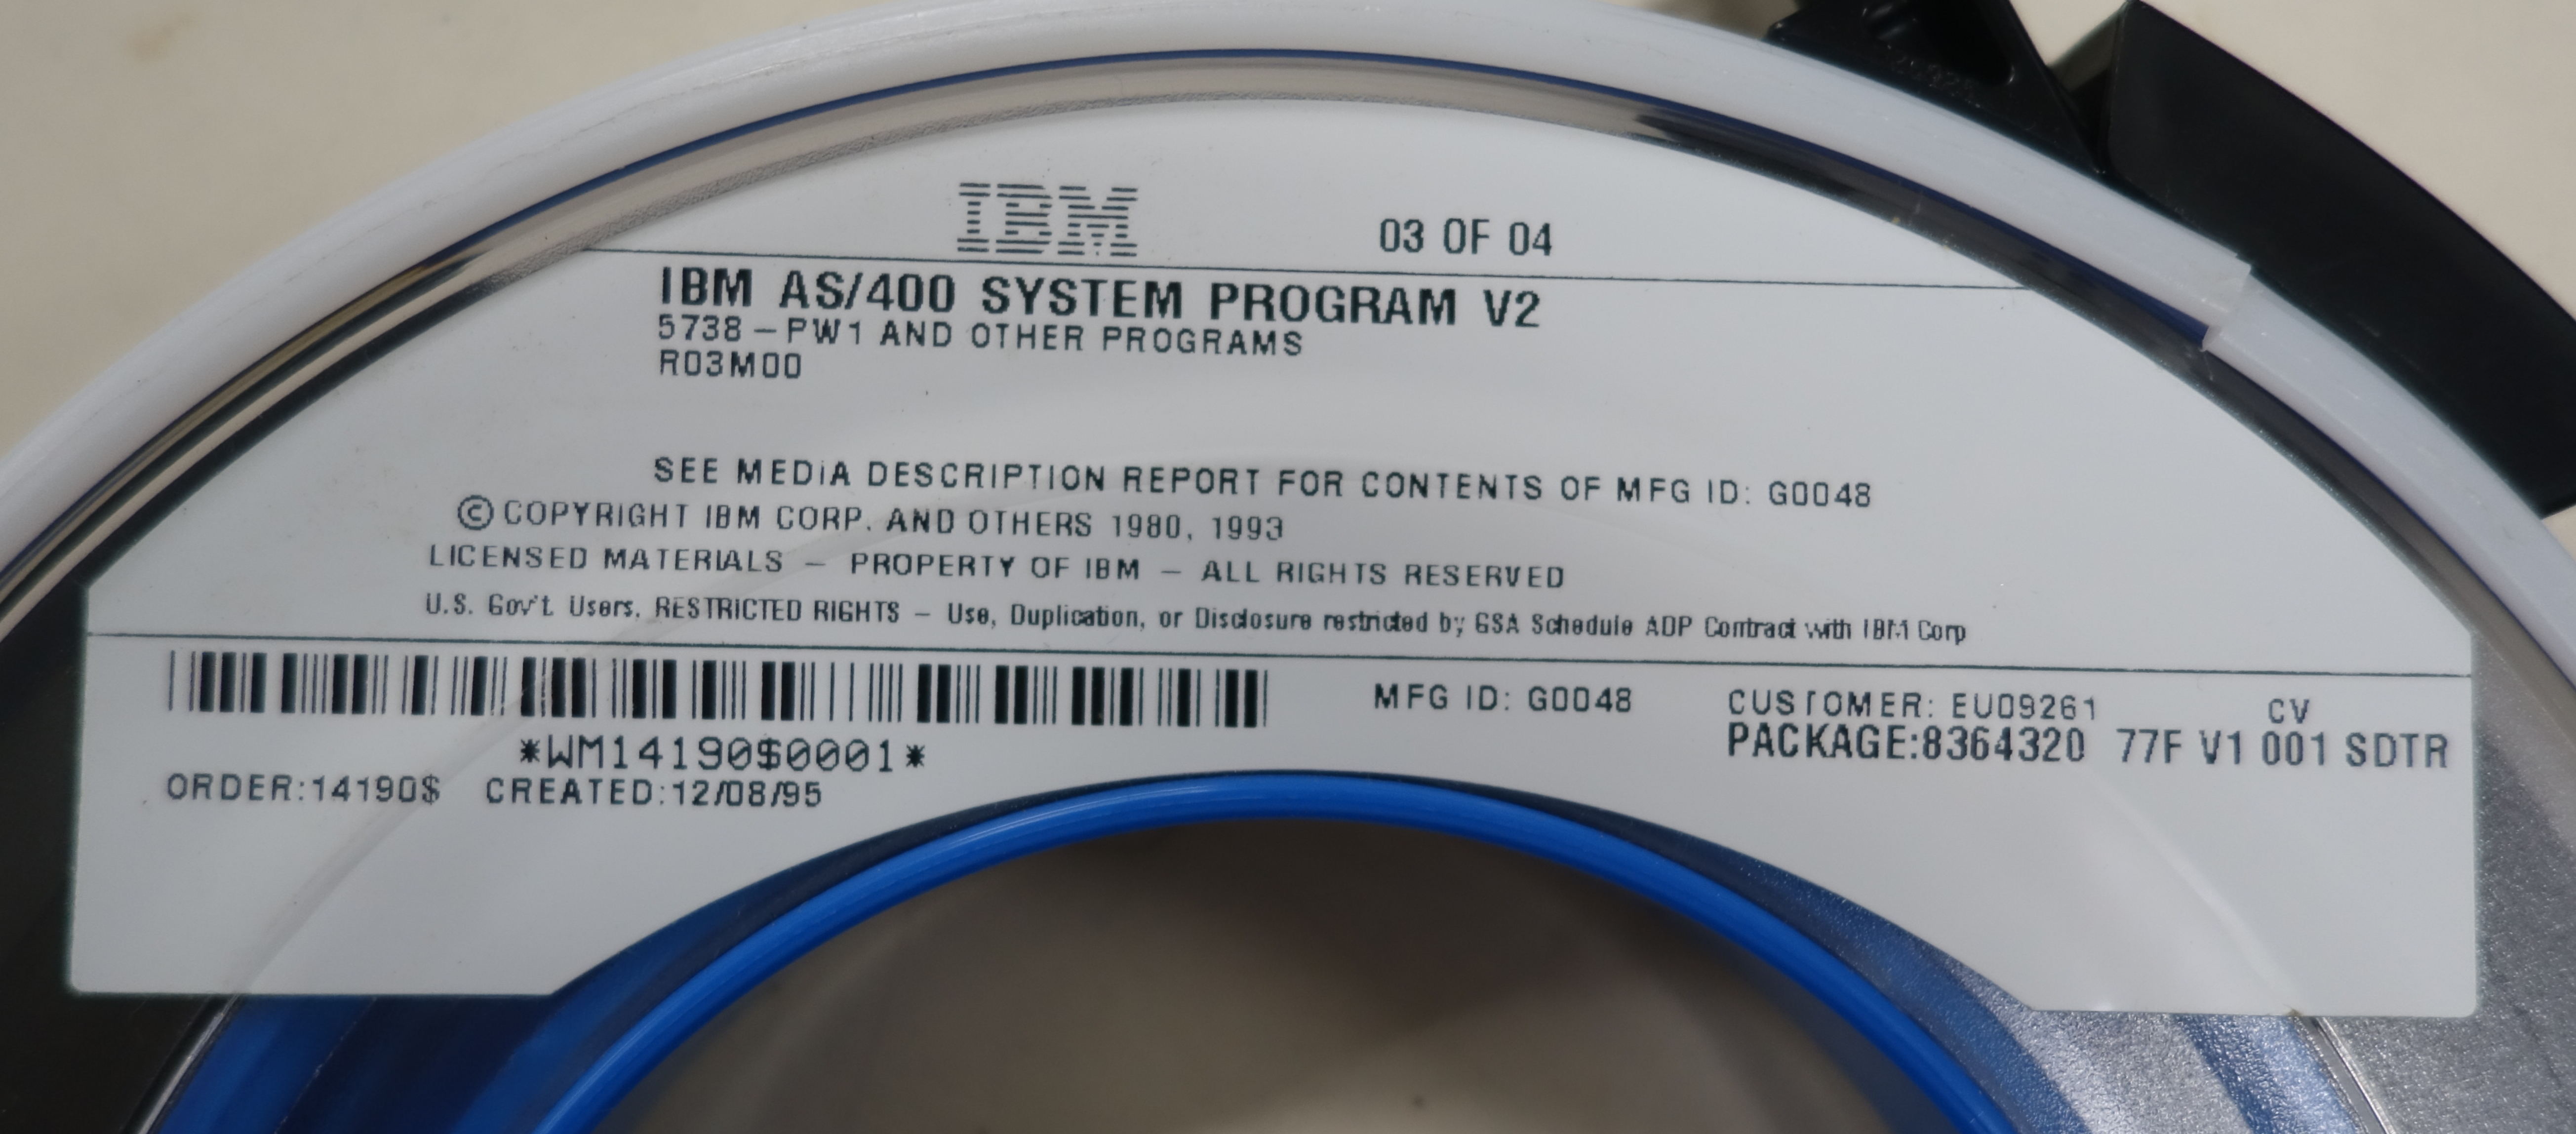 IBM 03 OF 04
IBM AS/400 SYSTEM PROGRAM V2
5738-PW1 AND OTHER PROGRAMS
R03M00
SEE MEDiA DESCRIPTION REPORT FOR CONTENTS OF MFG ID: G0048
© COPYRIGHT IBM CORP. AND OTHERS 1980, 1993
LICENSED MATERIALS - PROPERTY OF IBM - ALL RIGHTS RESERVED
U.S. Gov't. Users. RESTRICTED RIGHTS - Use, Duplication, or Disclosure restricted by GSA Schedule ADP Contract with IBM Corp
MFG ID: G0048 CUSTOMER: EU09261 CV
*WM14190$0001* PACKAGE:8364320 77F V1 001 SDTR
ORDER:14190$ CREATED:12/08/95